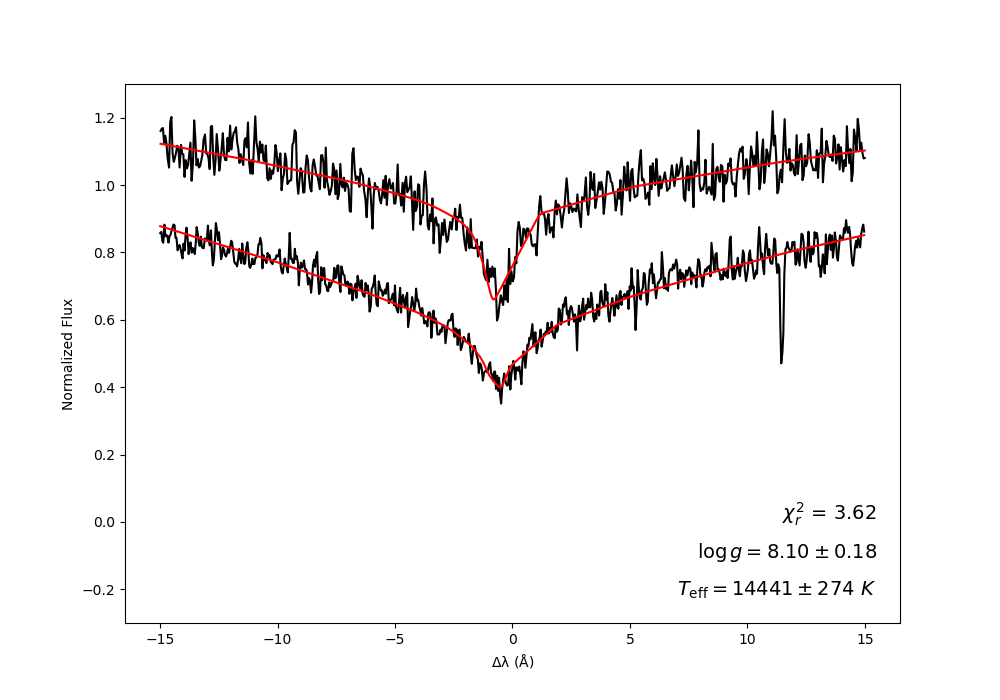 1.2
1.0
0.8
0.6
0.4
0.2
0.0
−0.2
Normalized Flux
χ²ᵣ = 3.62
log g = 8.10 ± 0.18
T_eff = 14441 ± 274 K
−15 −10 −5 0 5 10 15
Δλ (Å)